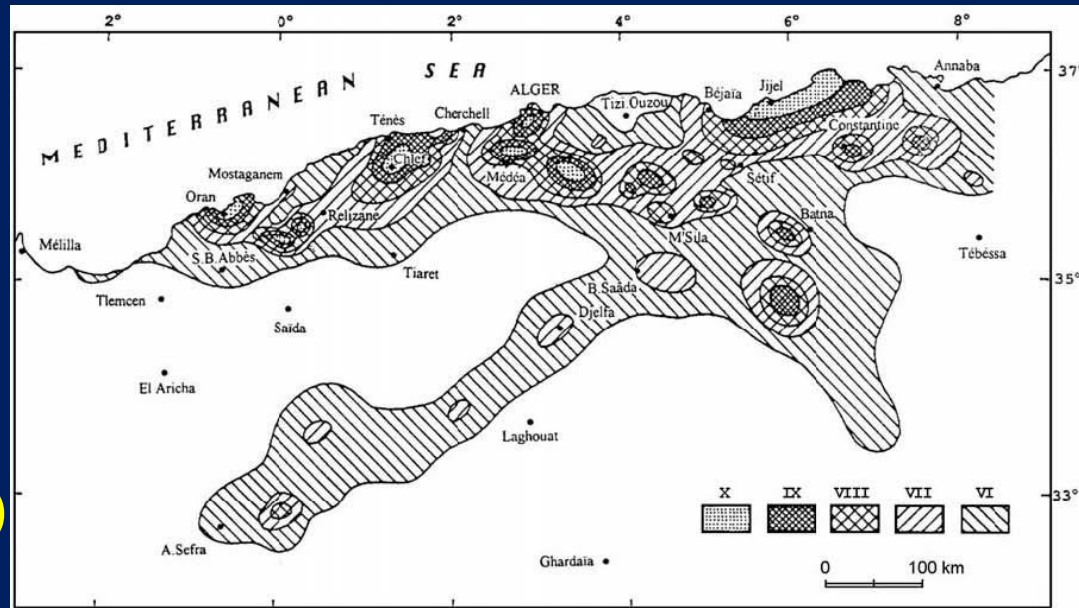 2° 0° 2° 4° 6° 8°
37°
MEDITERRANEAN SEA
Annaba
Jijel
ALGER
Tizi.Ouzou
Béjaïa
Cherchell
Ténès
Constantine
Chlef
Médéa
Sétif
Mostaganem
Oran
Relizane
M'Sila
Batna
Mélilla
S.B.Abbès
Tiaret
Tébéssa
35°
B.Saâda
Tlemcen
Saïda
Djelfa
El Aricha
Laghouat
X IX VIII VII VI
33°
A.Sefra
Ghardaïa
0 100 km